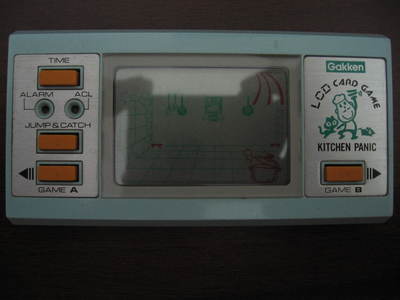 TIME
ALARM ACL
JUMP & CATCH
GAME A
Gakken
LCD CARD GAME
KITCHEN PANIC
GAME B